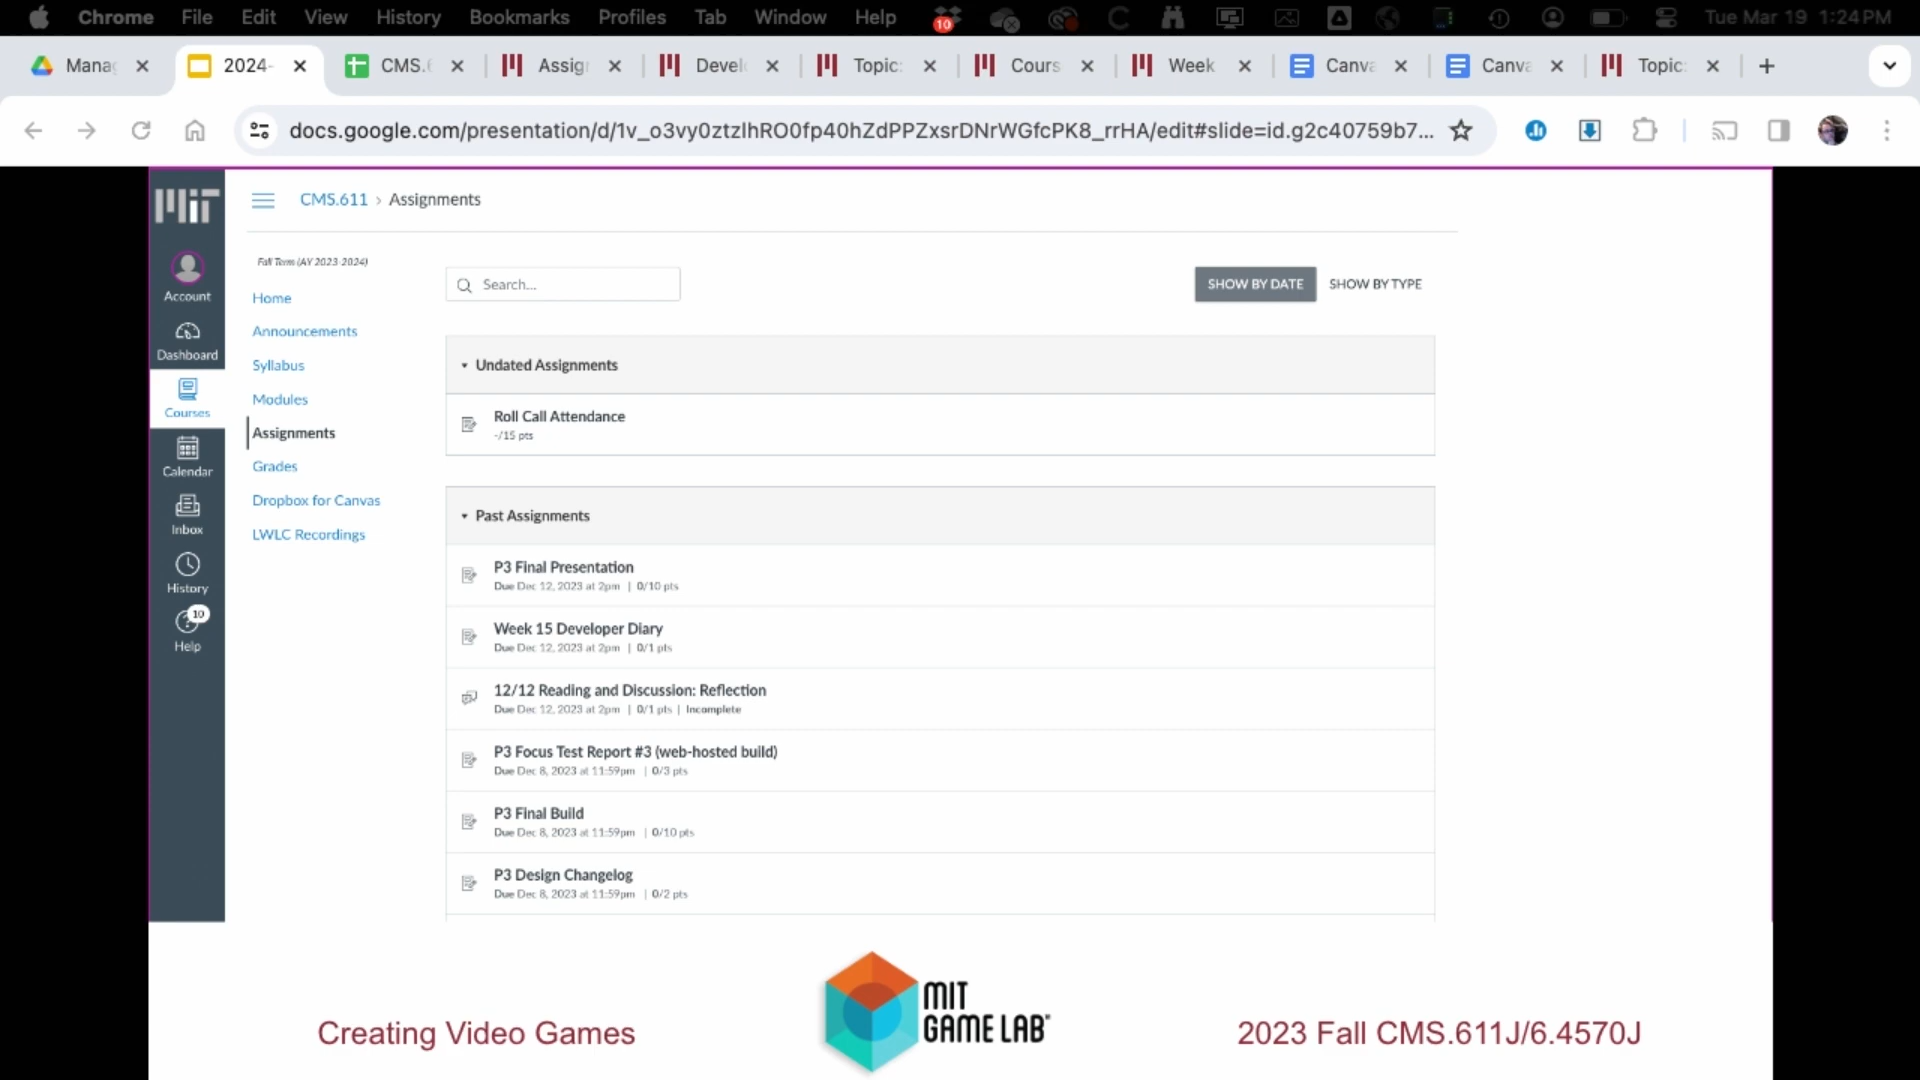 Chrome File Edit View History Bookmarks Profiles Tab Window Help 10 Tue Mar 19 1:24 PM
Mana 2024- CMS.6 Assig Devel Topic: Cours Week Canva Canva Topic:
docs.google.com/presentation/d/1v_o3vy0ztzIhRO0fp40hZdPPZxsrDNrWGfcPK8_rrHA/edit#slide=id.g2c40759b7...
MIT
Account
Dashboard
Courses
Calendar
Inbox
History
10
Help
CMS.611 › Assignments
Fall Term (AY 2023-2024)
Home
Announcements
Syllabus
Modules
Assignments
Grades
Dropbox for Canvas
LWLC Recordings
Search...
SHOW BY DATE SHOW BY TYPE
Undated Assignments
Roll Call Attendance
-/15 pts
Past Assignments
P3 Final Presentation
Due Dec 12, 2023 at 2pm | 0/10 pts
Week 15 Developer Diary
Due Dec 12, 2023 at 2pm | 0/1 pts
12/12 Reading and Discussion: Reflection
Due Dec 12, 2023 at 2pm | 0/1 pts | Incomplete
P3 Focus Test Report #3 (web-hosted build)
Due Dec 8, 2023 at 11:59pm | 0/3 pts
P3 Final Build
Due Dec 8, 2023 at 11:59pm | 0/10 pts
P3 Design Changelog
Due Dec 8, 2023 at 11:59pm | 0/2 pts
Creating Video Games
MIT
GAME LAB
2023 Fall CMS.611J/6.4570J